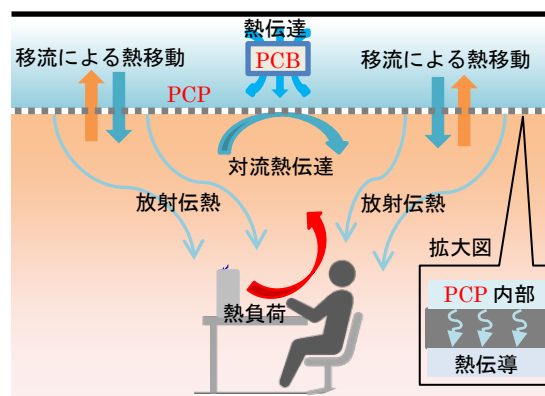 熱伝達
移流による熱移動
PCB
移流による熱移動
PCP
対流熱伝達
放射伝熱
放射伝熱
拡大図
熱負荷
PCP 内部
熱伝導